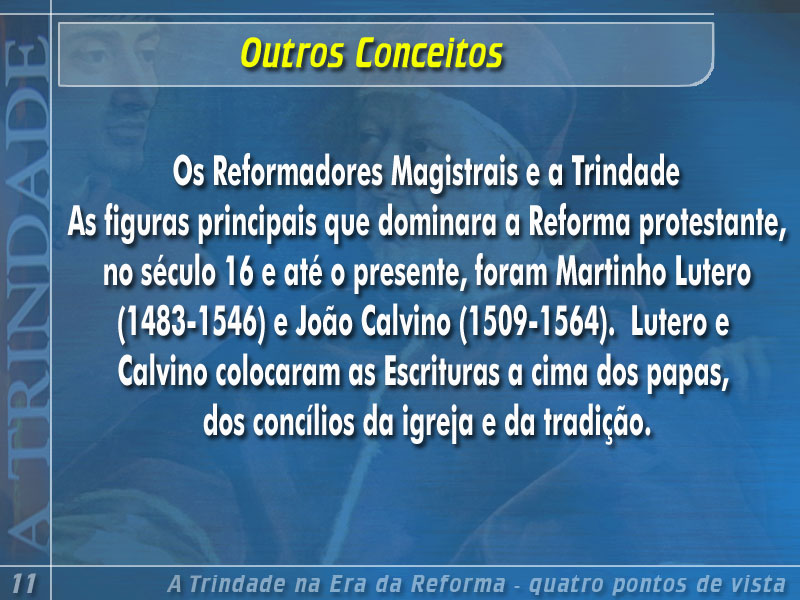 Outros Conceitos
A TRINDADE
Os Reformadores Magistrais e a Trindade
As figuras principais que dominara a Reforma protestante,
no século 16 e até o presente, foram Martinho Lutero
(1483-1546) e João Calvino (1509-1564). Lutero e
Calvino colocaram as Escrituras a cima dos papas,
dos concílios da igreja e da tradição.
11
A Trindade na Era da Reforma - quatro pontos de vista